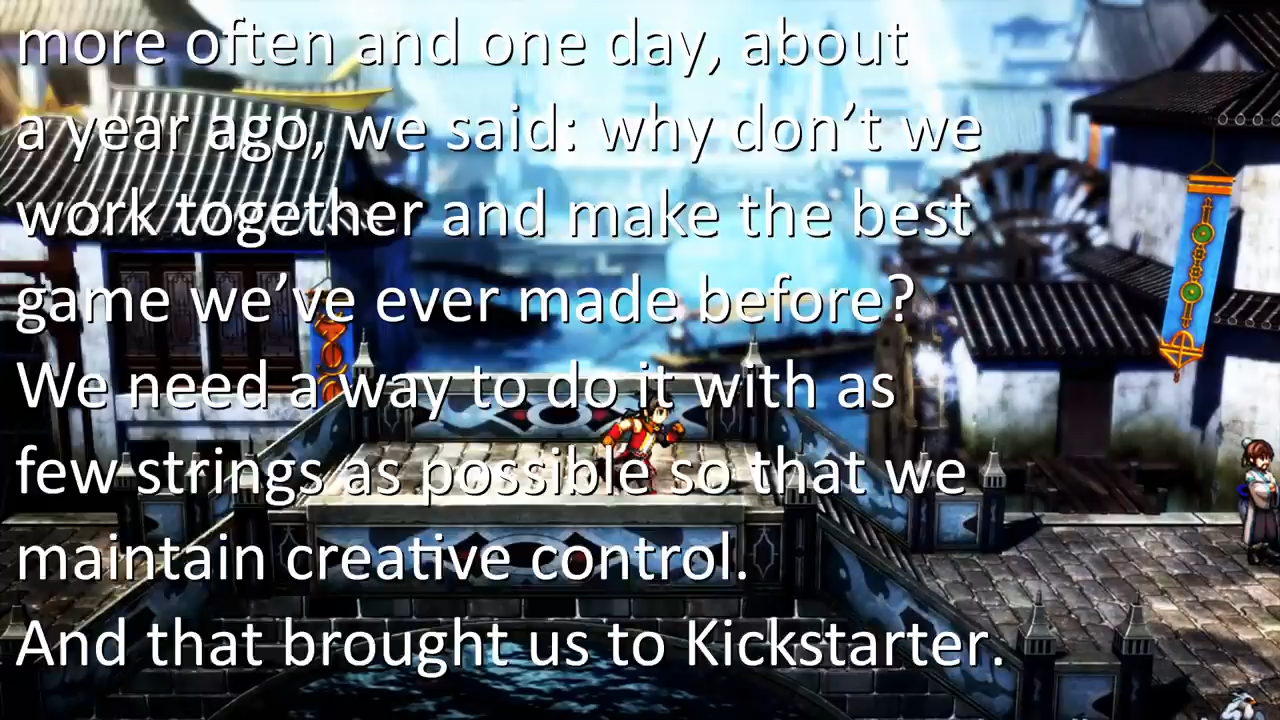 more often and one day, about
a year ago, we said: why don’t we
work together and make the best
game we’ve ever made before?
We need a way to do it with as
few strings as possible so that we
maintain creative control.
And that brought us to Kickstarter.